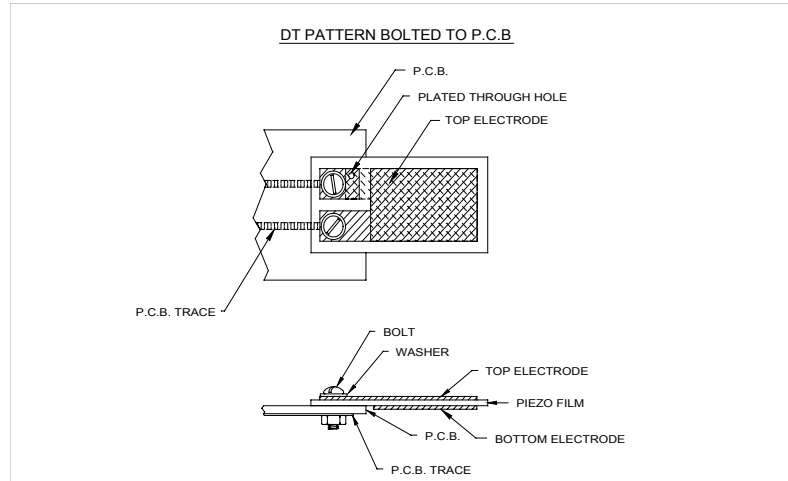 DT PATTERN BOLTED TO P.C.B
P.C.B.
PLATED THROUGH HOLE
TOP ELECTRODE
P.C.B. TRACE
BOLT
WASHER
TOP ELECTRODE
PIEZO FILM
P.C.B.
BOTTOM ELECTRODE
P.C.B. TRACE